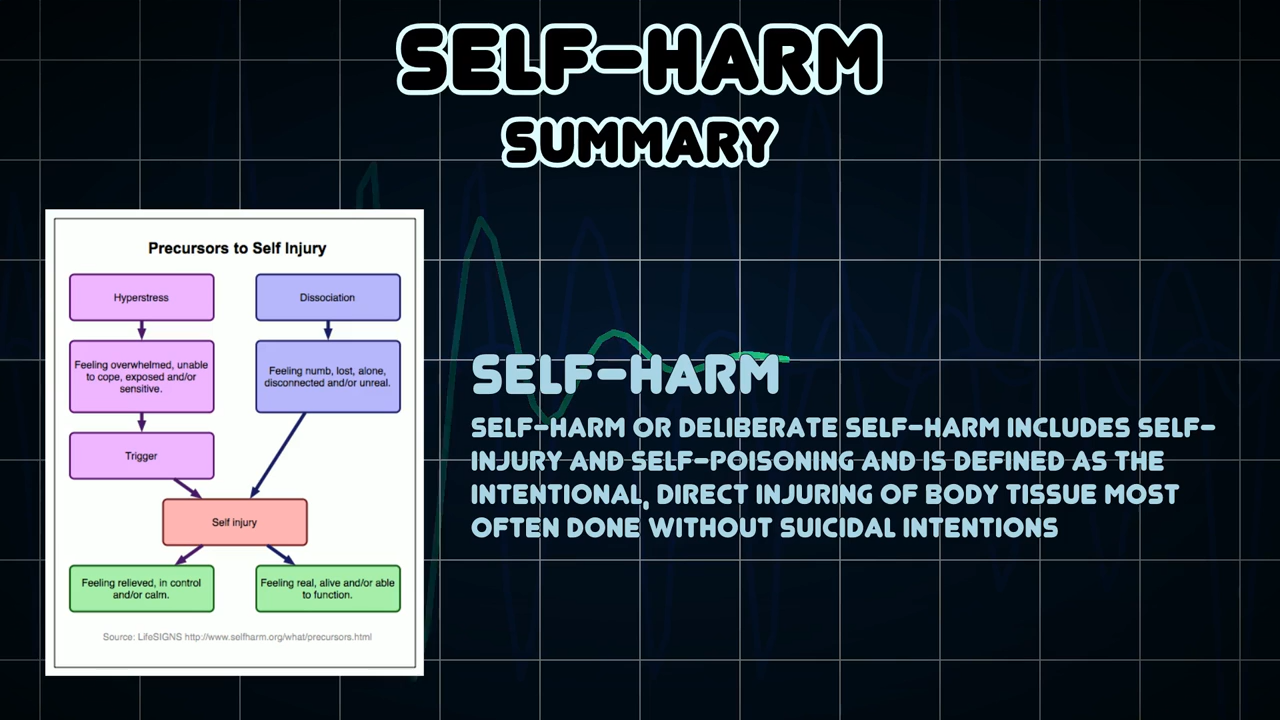 SELF-HARM
SUMMARY
Precursors to Self Injury
Hyperstress
Dissociation
Feeling overwhelmed, unable
to cope, exposed and/or
sensitive.
Feeling numb, lost, alone,
disconnected and/or unreal.
Trigger
Self injury
Feeling relieved, in control
and/or calm.
Feeling real, alive and/or able
to function.
Source: LifeSIGNS http://www.selfharm.org/what/precursors.html
SELF-HARM
SELF-HARM OR DELIBERATE SELF-HARM INCLUDES SELF-
INJURY AND SELF-POISONING AND IS DEFINED AS THE
INTENTIONAL, DIRECT INJURING OF BODY TISSUE MOST
OFTEN DONE WITHOUT SUICIDAL INTENTIONS